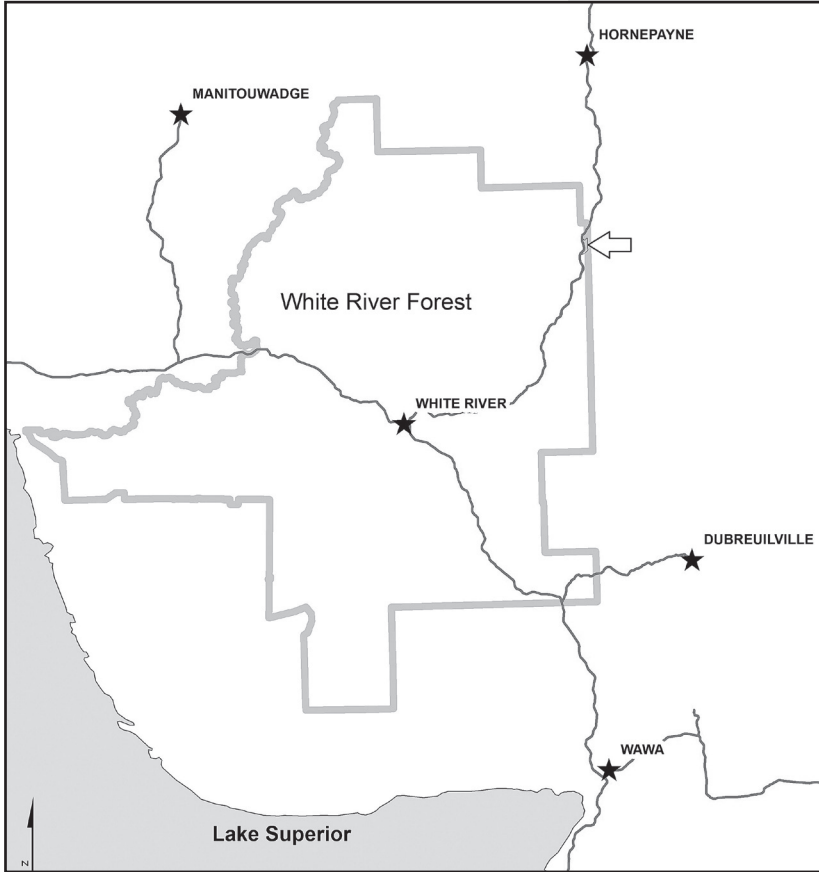 HORNEPAYNE
MANITOUWADGE
White River Forest
WHITE RIVER
DUBREUILVILLE
WAWA
Lake Superior
N